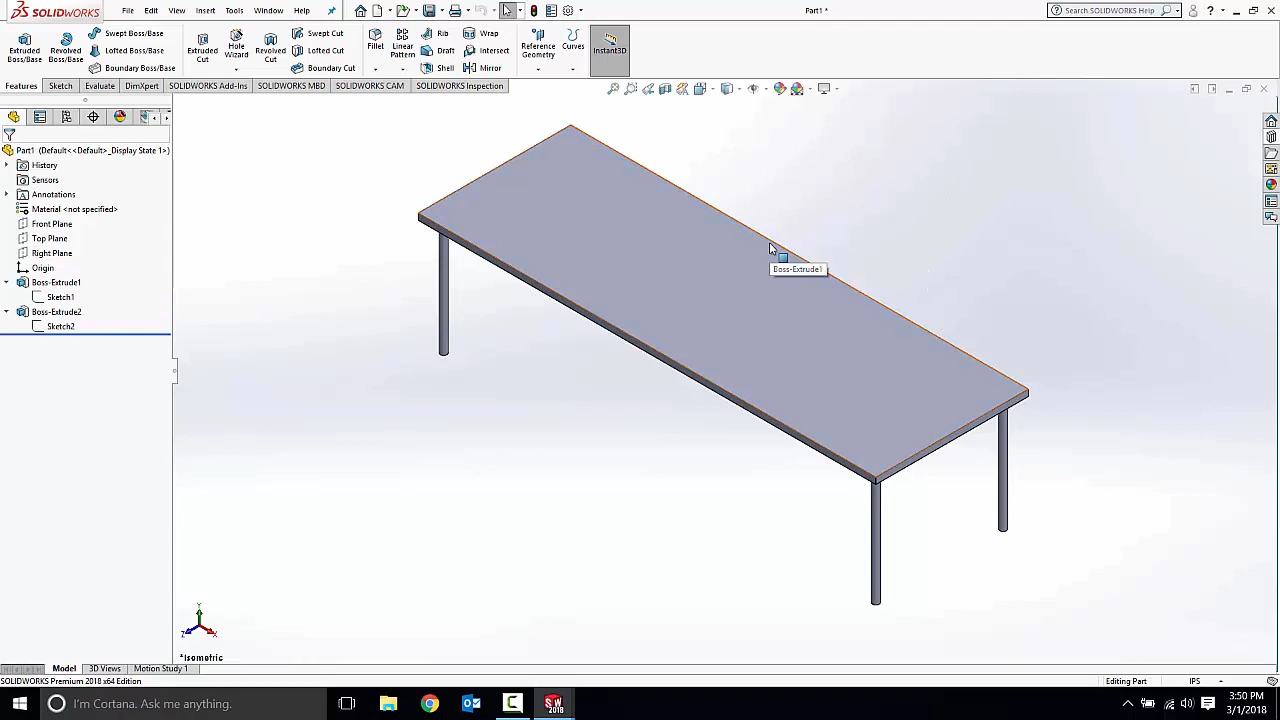 SOLIDWORKS File Edit View Insert Tools Window Help Part1 * Search SOLIDWORKS Help
Extruded Boss/Base
Revolved Boss/Base
Swept Boss/Base
Lofted Boss/Base
Boundary Boss/Base
Extruded Cut
Hole Wizard
Revolved Cut
Swept Cut
Lofted Cut
Boundary Cut
Fillet
Linear Pattern
Rib
Draft
Shell
Wrap
Intersect
Mirror
Reference Geometry
Curves
Instant3D
Features Sketch Evaluate DimXpert SOLIDWORKS Add-Ins SOLIDWORKS MBD SOLIDWORKS CAM SOLIDWORKS Inspection
Part1 (Default<<Default>_Display State 1>)
History
Sensors
Annotations
Material <not specified>
Front Plane
Top Plane
Right Plane
Origin
Boss-Extrude1
Sketch1
Boss-Extrude2
Sketch2
Boss-Extrude1
Y
Z
X
*Isometric
Model 3D Views Motion Study 1
SOLIDWORKS Premium 2018 x64 Edition Editing Part IPS
I'm Cortana. Ask me anything.
SW
2018
3:50 PM
3/1/2018